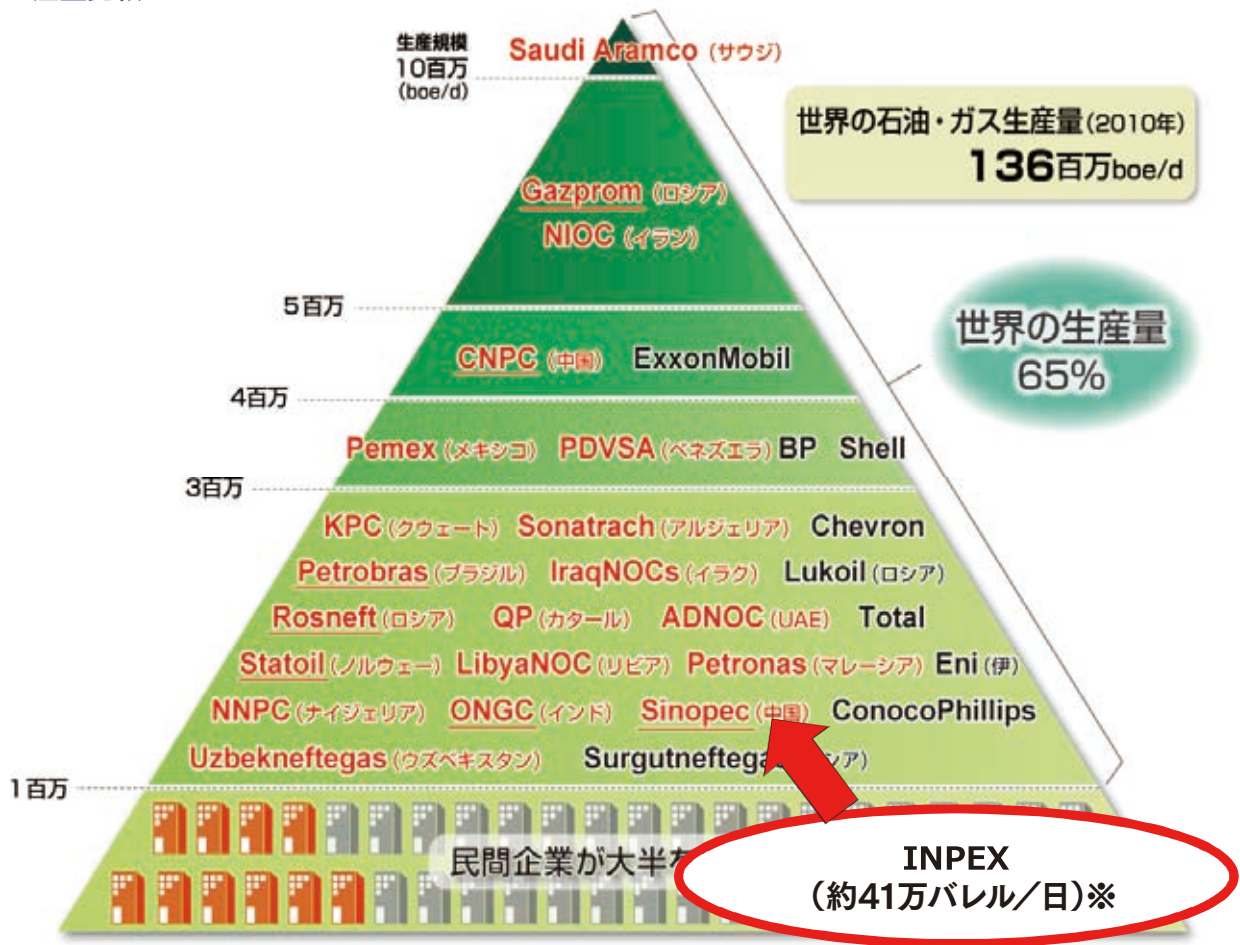 生産規模
10百万
(boe/d)
Saudi Aramco (サウジ)
世界の石油・ガス生産量(2010年)
136百万boe/d
Gazprom (ロシア)
NIOC (イラン)
5百万
世界の生産量
65%
CNPC (中国) ExxonMobil
4百万
Pemex (メキシコ) PDVSA (ベネズエラ) BP Shell
3百万
KPC (クウェート) Sonatrach (アルジェリア) Chevron
Petrobras (ブラジル) IraqNOCs (イラク) Lukoil (ロシア)
Rosneft (ロシア) QP (カタール) ADNOC (UAE) Total
Statoil (ノルウェー) LibyaNOC (リビア) Petronas (マレーシア) Eni (伊)
NNPC (ナイジェリア) ONGC (インド) Sinopec (中国) ConocoPhillips
Uzbekneftegas (ウズベキスタン) Surgutneftega シア)
1百万
民間企業が大半を
INPEX
(約41万バレル/日)※